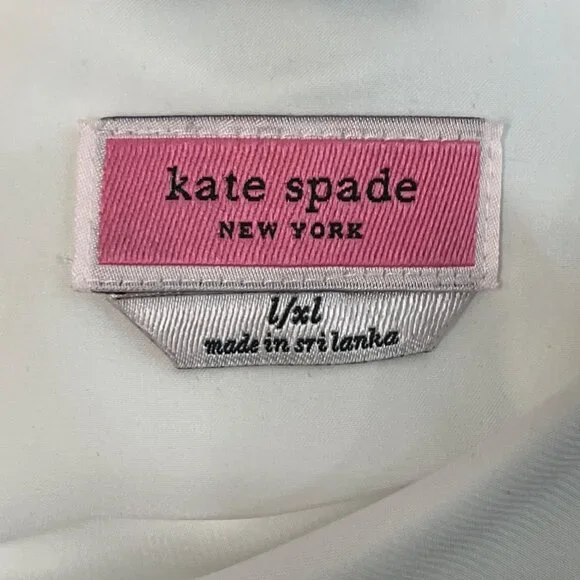 kate spade
NEW YORK
l/xl
made in sri lanka